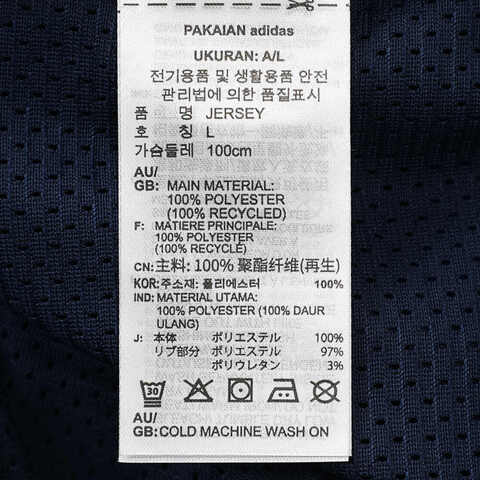 PAKAIAN adidas
UKURAN: A/L
전기용품 및 생활용품 안전
관리법에 의한 품질표시
품 명 JERSEY
호 칭 L
가슴둘레 100cm
AU/
GB: MAIN MATERIAL:
100% POLYESTER
(100% RECYCLED)
F: MATIÈRE PRINCIPALE:
100% POLYESTER
(100% RECYCLÉ)
CN: 主料: 100% 聚酯纤维(再生)
KOR: 주소재: 폴리에스터 100%
IND: MATERIAL UTAMA:
100% POLYESTER (100% DAUR
ULANG)
J: 本体 ポリエステル 100%
リブ部分 ポリエステル 97%
ポリウレタン 3%
30
AU/
GB: COLD MACHINE WASH ON